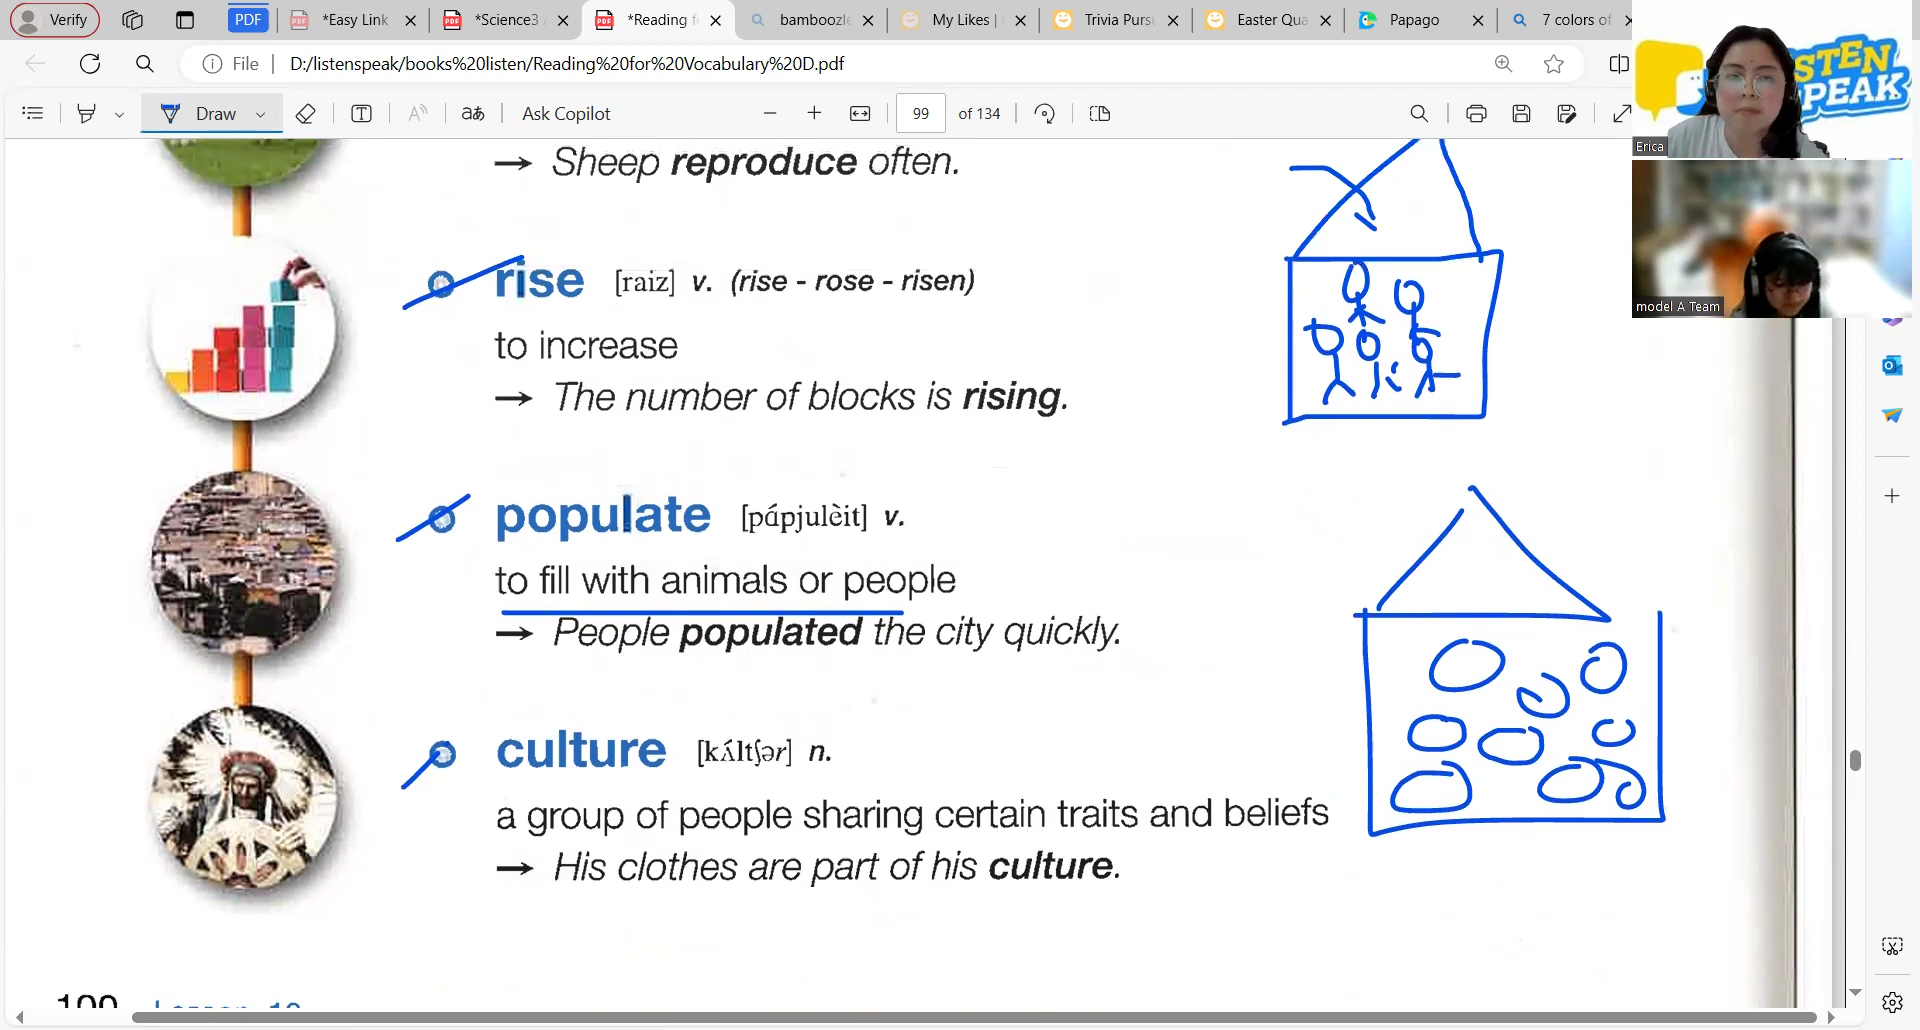 Verify
PDF
*Easy Link
*Science3
*Reading f
bamboozle
My Likes |
Trivia Purs
Easter Qua
Papago
7 colors of
File
D:/listenspeak/books%20listen/Reading%20for%20Vocabulary%20D.pdf
Draw
Ask Copilot
99 of 134
LISTEN
SPEAK
Erica
model A Team
→ Sheep reproduce often.
rise [raiz] v. (rise - rose - risen)
to increase
→ The number of blocks is rising.
populate [pápjulèit] v.
to fill with animals or people
→ People populated the city quickly.
culture [kʌ́ltʃər] n.
a group of people sharing certain traits and beliefs
→ His clothes are part of his culture.